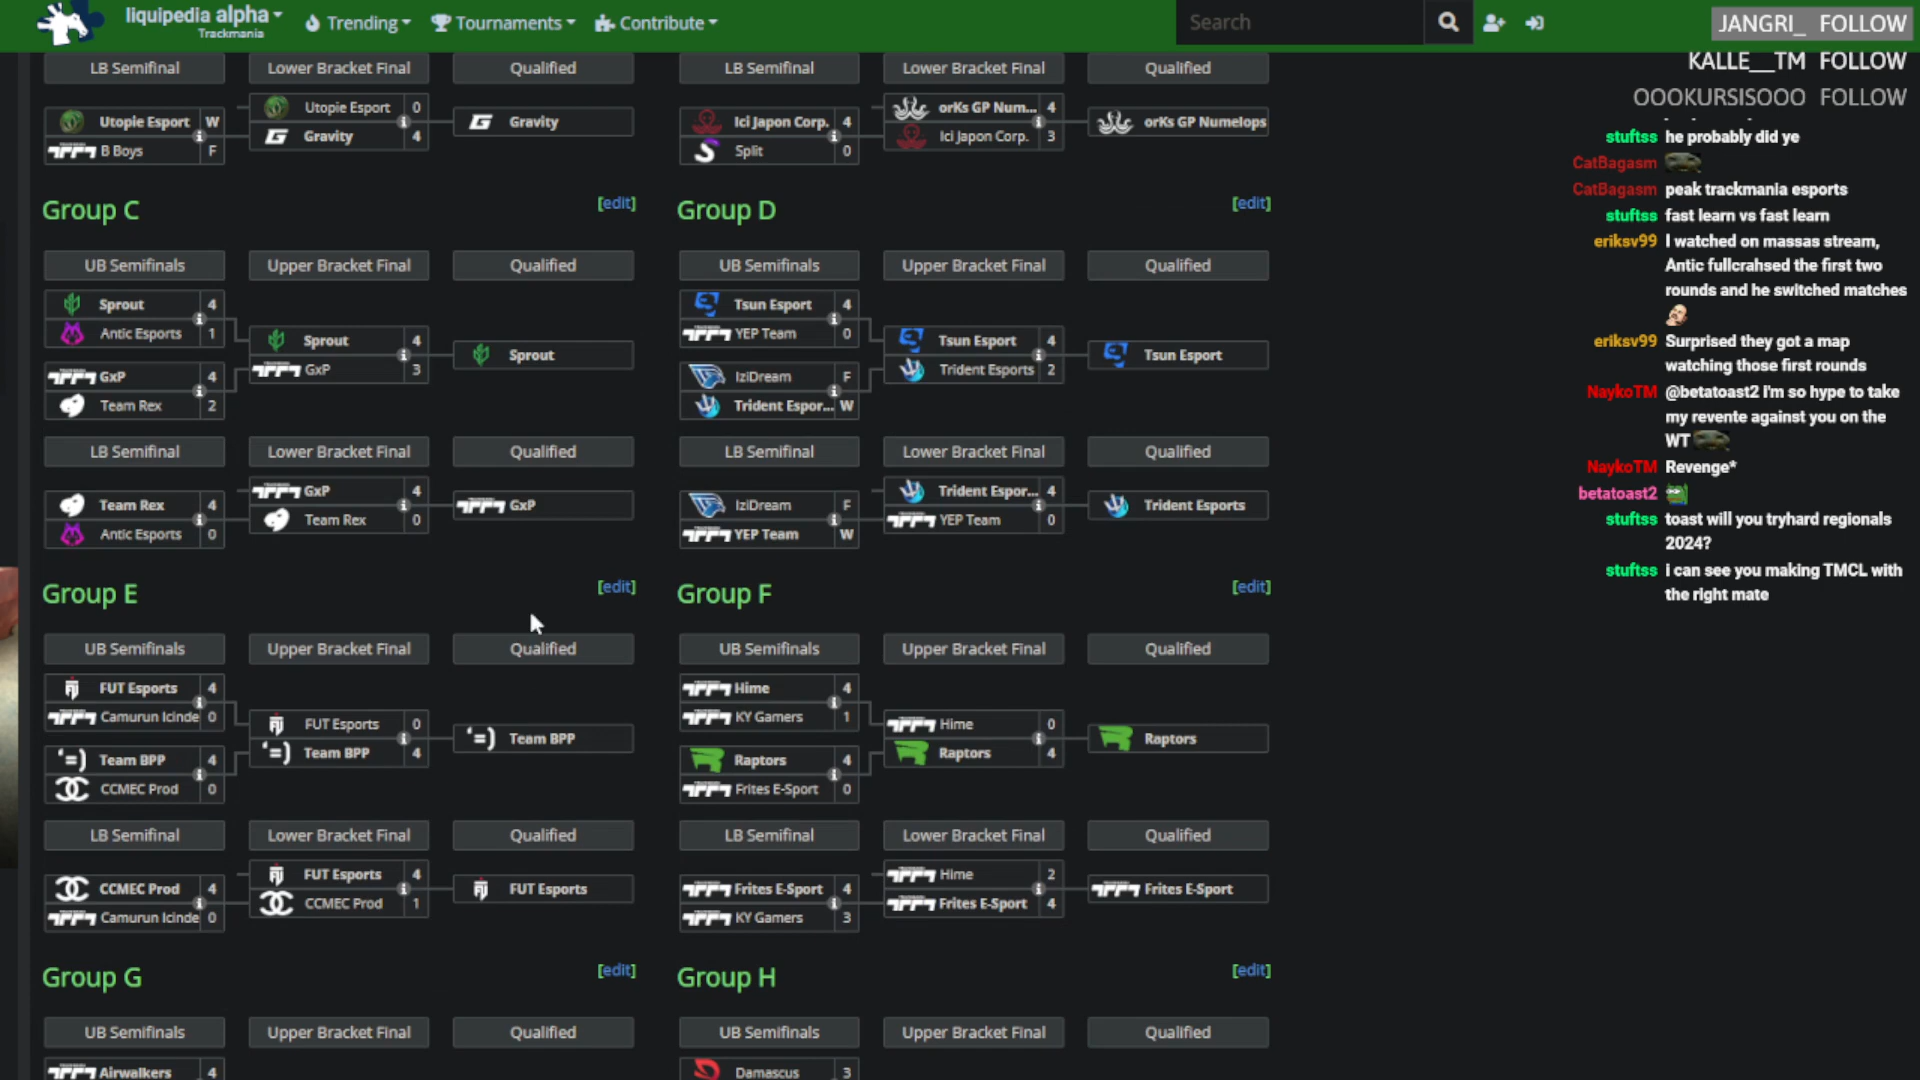 liquipedia alpha
Trackmania
Trending
Tournaments
Contribute
Search
JANGRI_ FOLLOW
KALLE__TM FOLLOW
OOOKURSISOOO FOLLOW
LB Semifinal Lower Bracket Final Qualified
Utopie Esport W
B Boys F
Utopie Esport 0
Gravity 4
Gravity
LB Semifinal Lower Bracket Final Qualified
Ici Japon Corp. 4
Split 0
orKs GP Num... 4
Ici Japon Corp. 3
orKs GP Numelops
Group C [edit]
UB Semifinals Upper Bracket Final Qualified
Sprout 4
Antic Esports 1
GxP 4
Team Rex 2
Sprout 4
GxP 3
Sprout
LB Semifinal Lower Bracket Final Qualified
Team Rex 4
Antic Esports 0
GxP 4
Team Rex 0
GxP
Group D [edit]
UB Semifinals Upper Bracket Final Qualified
Tsun Esport 4
YEP Team 0
IziDream F
Trident Espor... W
Tsun Esport 4
Trident Esports 2
Tsun Esport
LB Semifinal Lower Bracket Final Qualified
IziDream F
YEP Team W
Trident Espor... 4
YEP Team 0
Trident Esports
Group E [edit]
UB Semifinals Upper Bracket Final Qualified
FUT Esports 4
Camurun Icinde 0
Team BPP 4
CCMEC Prod 0
FUT Esports 0
Team BPP 4
Team BPP
LB Semifinal Lower Bracket Final Qualified
CCMEC Prod 4
Camurun Icinde 0
FUT Esports 4
CCMEC Prod 1
FUT Esports
Group F [edit]
UB Semifinals Upper Bracket Final Qualified
Hime 4
KY Gamers 1
Raptors 4
Frites E-Sport 0
Hime 0
Raptors 4
Raptors
LB Semifinal Lower Bracket Final Qualified
Frites E-Sport 4
KY Gamers 3
Hime 2
Frites E-Sport 4
Frites E-Sport
Group G [edit]
UB Semifinals Upper Bracket Final Qualified
Airwalkers 4
Group H [edit]
UB Semifinals Upper Bracket Final Qualified
Damascus 3
stuftss he probably did ye
CatBagasm
CatBagasm peak trackmania esports
stuftss fast learn vs fast learn
eriksv99 I watched on massas stream,
Antic fullcrahsed the first two
rounds and he switched matches
eriksv99 Surprised they got a map
watching those first rounds
NaykoTM @betatoast2 i'm so hype to take
my revente against you on the
WT
NaykoTM Revenge*
betatoast2
stuftss toast will you tryhard regionals
2024?
stuftss i can see you making TMCL with
the right mate